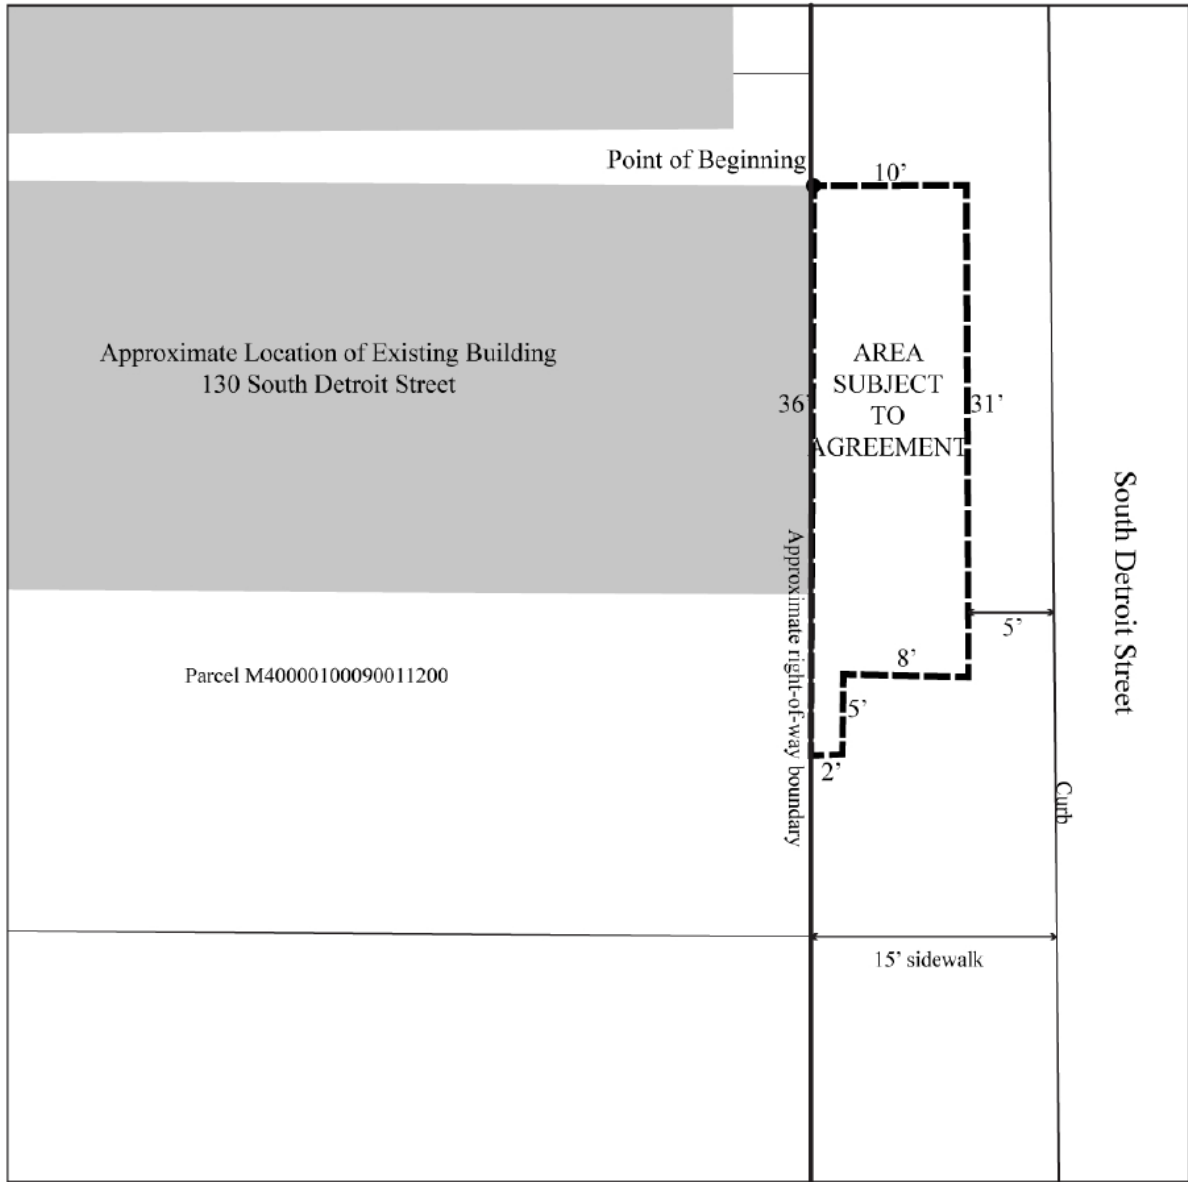 Point of Beginning
10’
Approximate Location of Existing Building
130 South Detroit Street
AREA
SUBJECT
TO
AGREEMENT
36’
31’
South Detroit Street
Approximate right-of-way boundary
5’
8’
Parcel M40000100090011200
5’
2’
Curb
15’ sidewalk